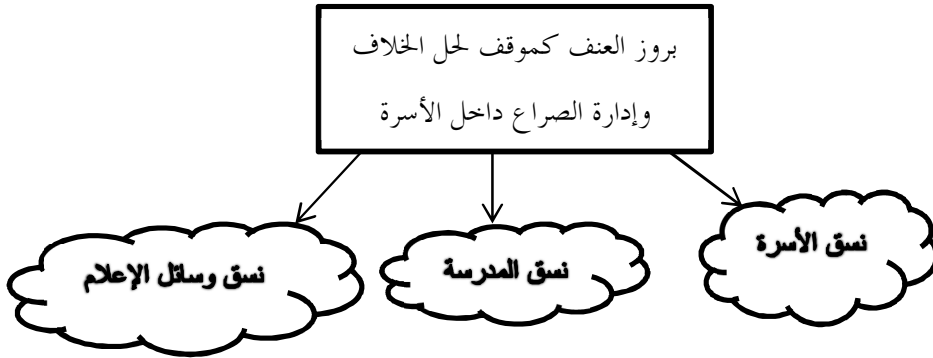 بروز العنف كموقف لحل الخلاف
وإدارة الصراع داخل الأسرة
نسق الأسرة
نسق المدرسة
نسق وسائل الإعلام